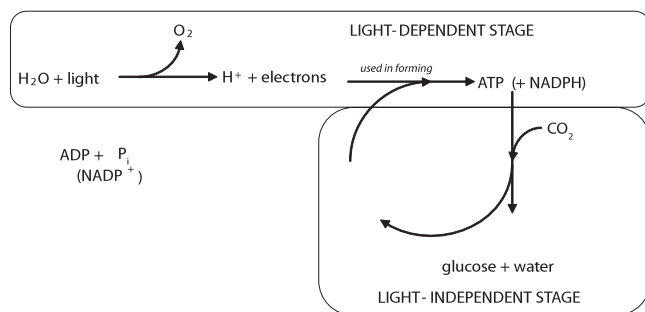 O₂
LIGHT-DEPENDENT STAGE
H₂O + light
H⁺ + electrons
used in forming
ATP (+ NADPH)
CO₂
ADP + Pᵢ
(NADP⁺)
glucose + water
LIGHT- INDEPENDENT STAGE